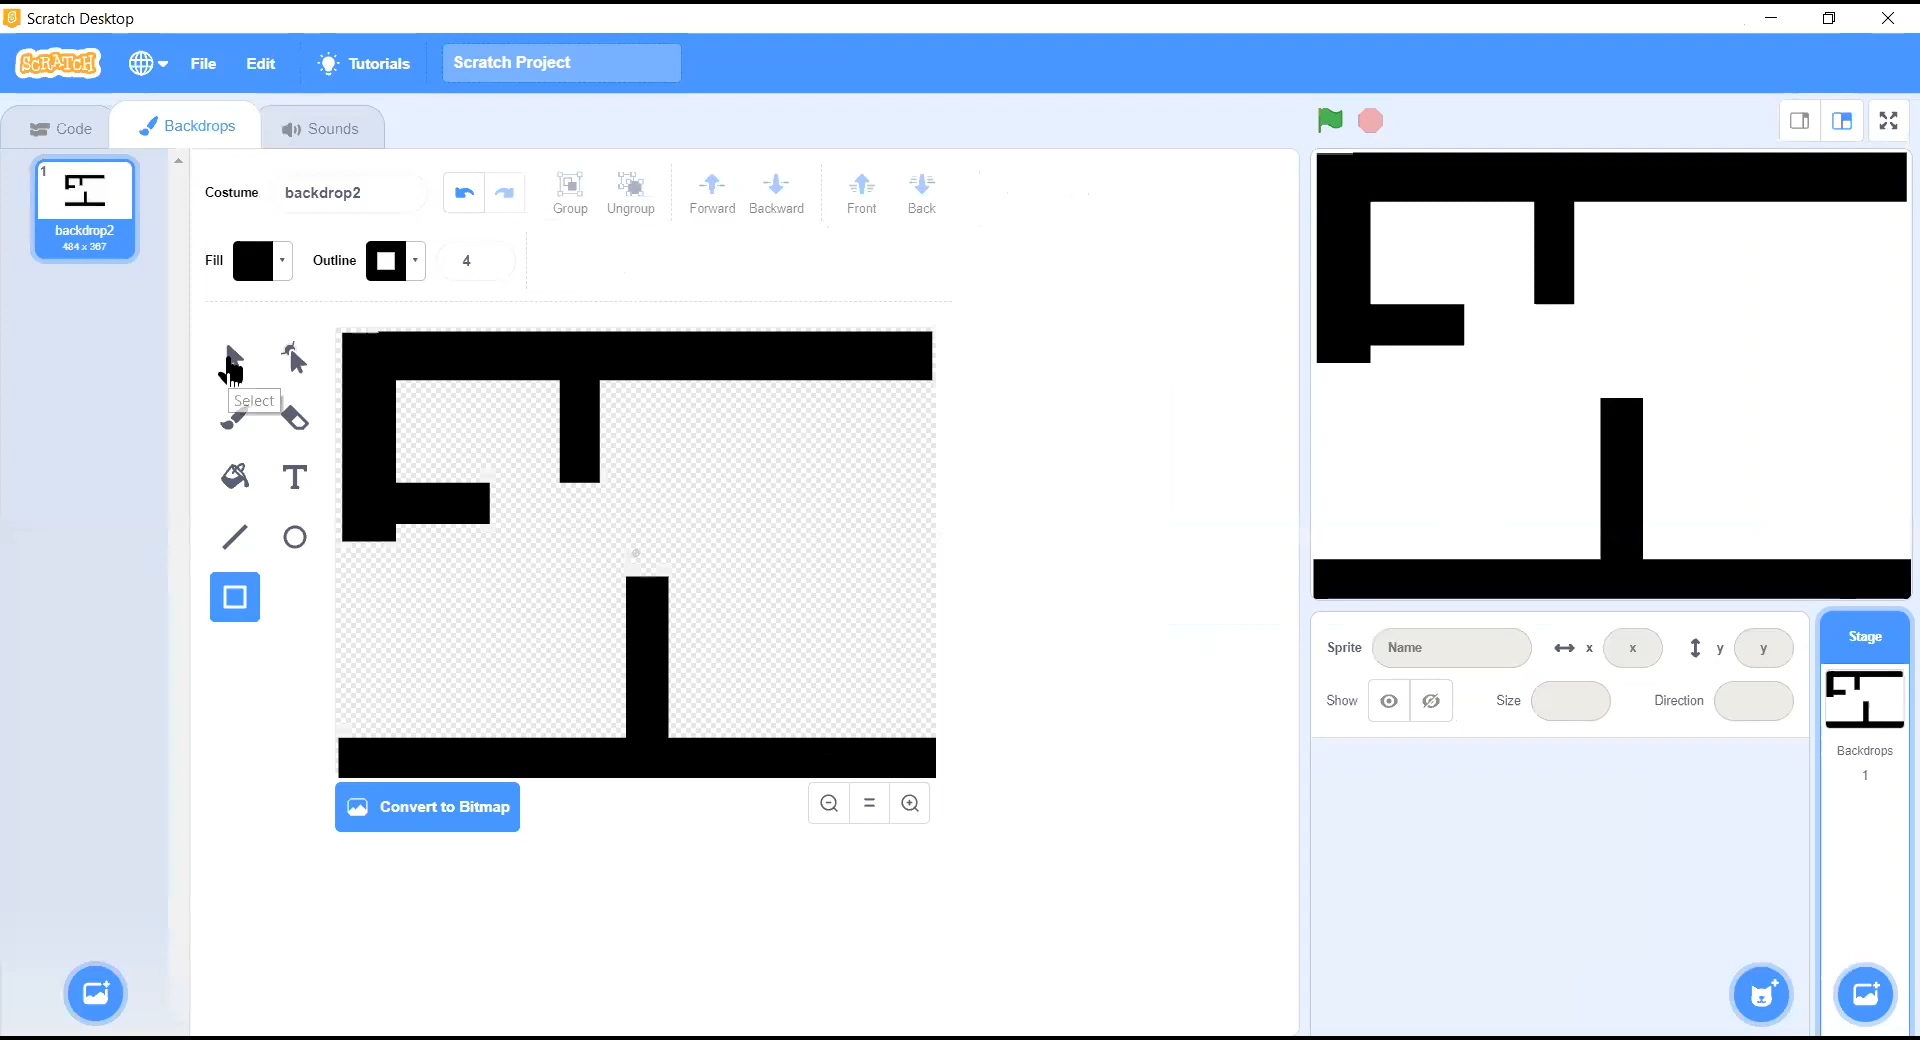 Scratch Desktop
SCRATCH
File
Edit
Tutorials
Scratch Project
Code
Backdrops
Sounds
1
backdrop2
484 x 367
Costume
backdrop2
Group
Ungroup
Forward
Backward
Front
Back
Fill
Outline
4
Select
T
Convert to Bitmap
Sprite
Name
x
x
y
y
Show
Size
Direction
Stage
Backdrops
1